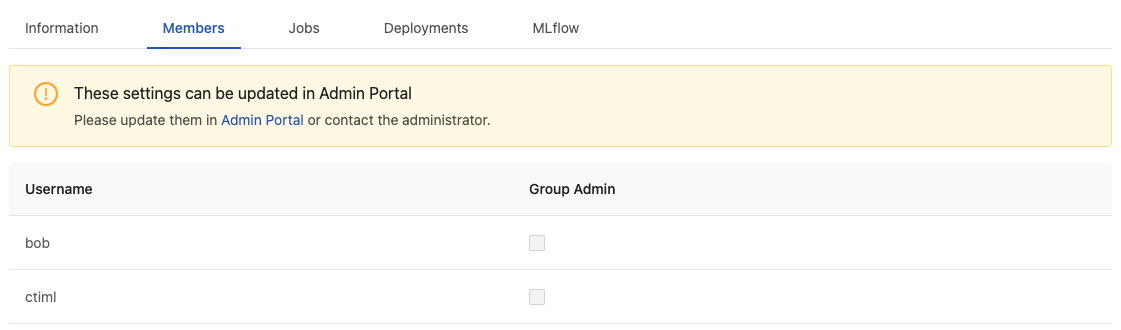 Information Members Jobs Deployments MLflow
These settings can be updated in Admin Portal
Please update them in Admin Portal or contact the administrator.
Username Group Admin
bob
ctiml